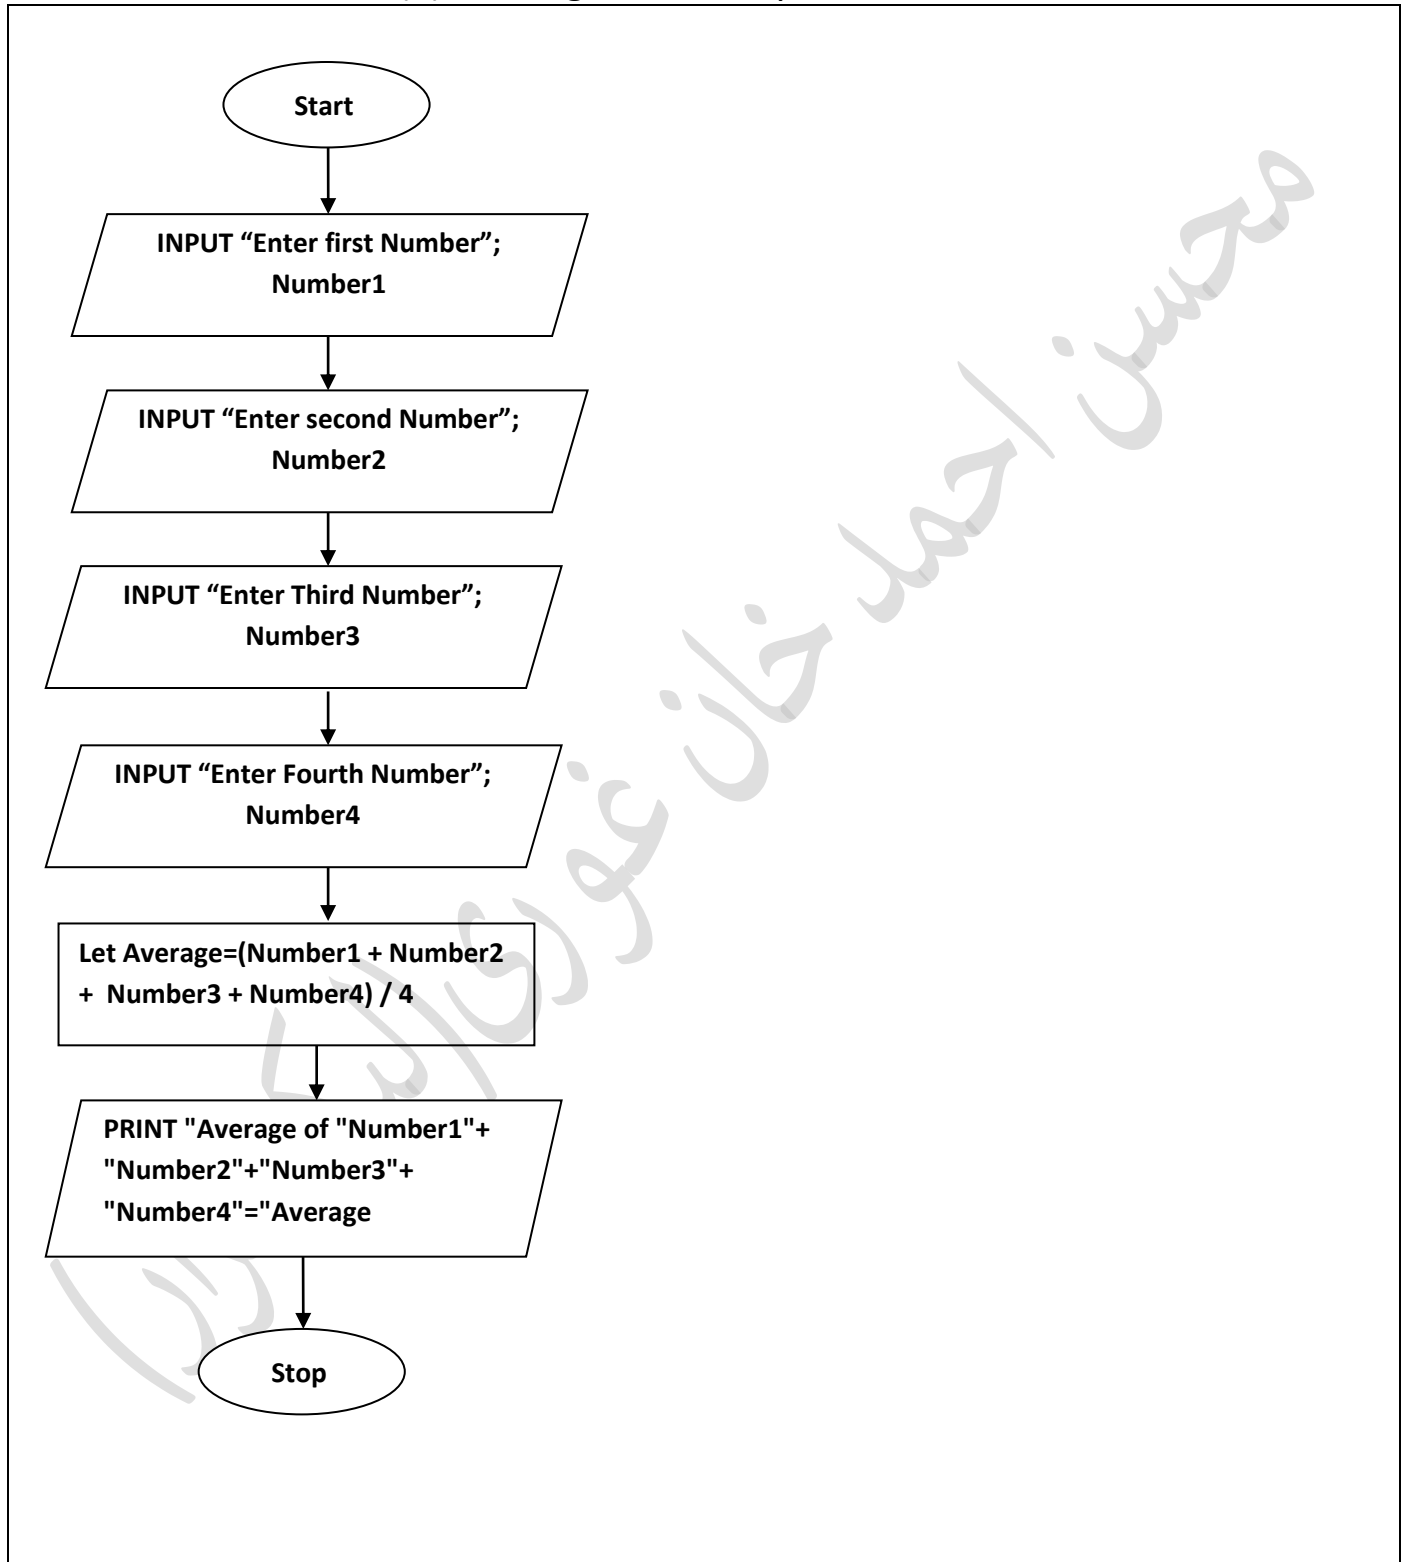 Start
INPUT “Enter first Number”;
Number1
INPUT “Enter second Number”;
Number2
INPUT “Enter Third Number”;
Number3
INPUT “Enter Fourth Number”;
Number4
Let Average=(Number1 + Number2
+  Number3 + Number4) / 4
PRINT "Average of "Number1"+
"Number2"+"Number3"+
"Number4"="Average
Stop
محسن احمد خان غوری